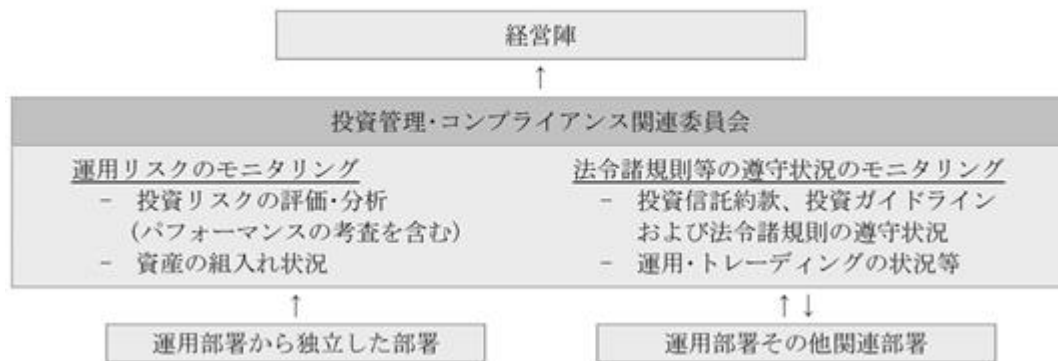 経営陣
↑
投資管理・コンプライアンス関連委員会
運用リスクのモニタリング
− 投資リスクの評価・分析
(パフォーマンスの考査を含む)
− 資産の組入れ状況
法令諸規則等の遵守状況のモニタリング
− 投資信託約款、投資ガイドライン
および法令諸規則の遵守状況
− 運用・トレーディングの状況等
↑
↑↓
運用部署から独立した部署
運用部署その他関連部署